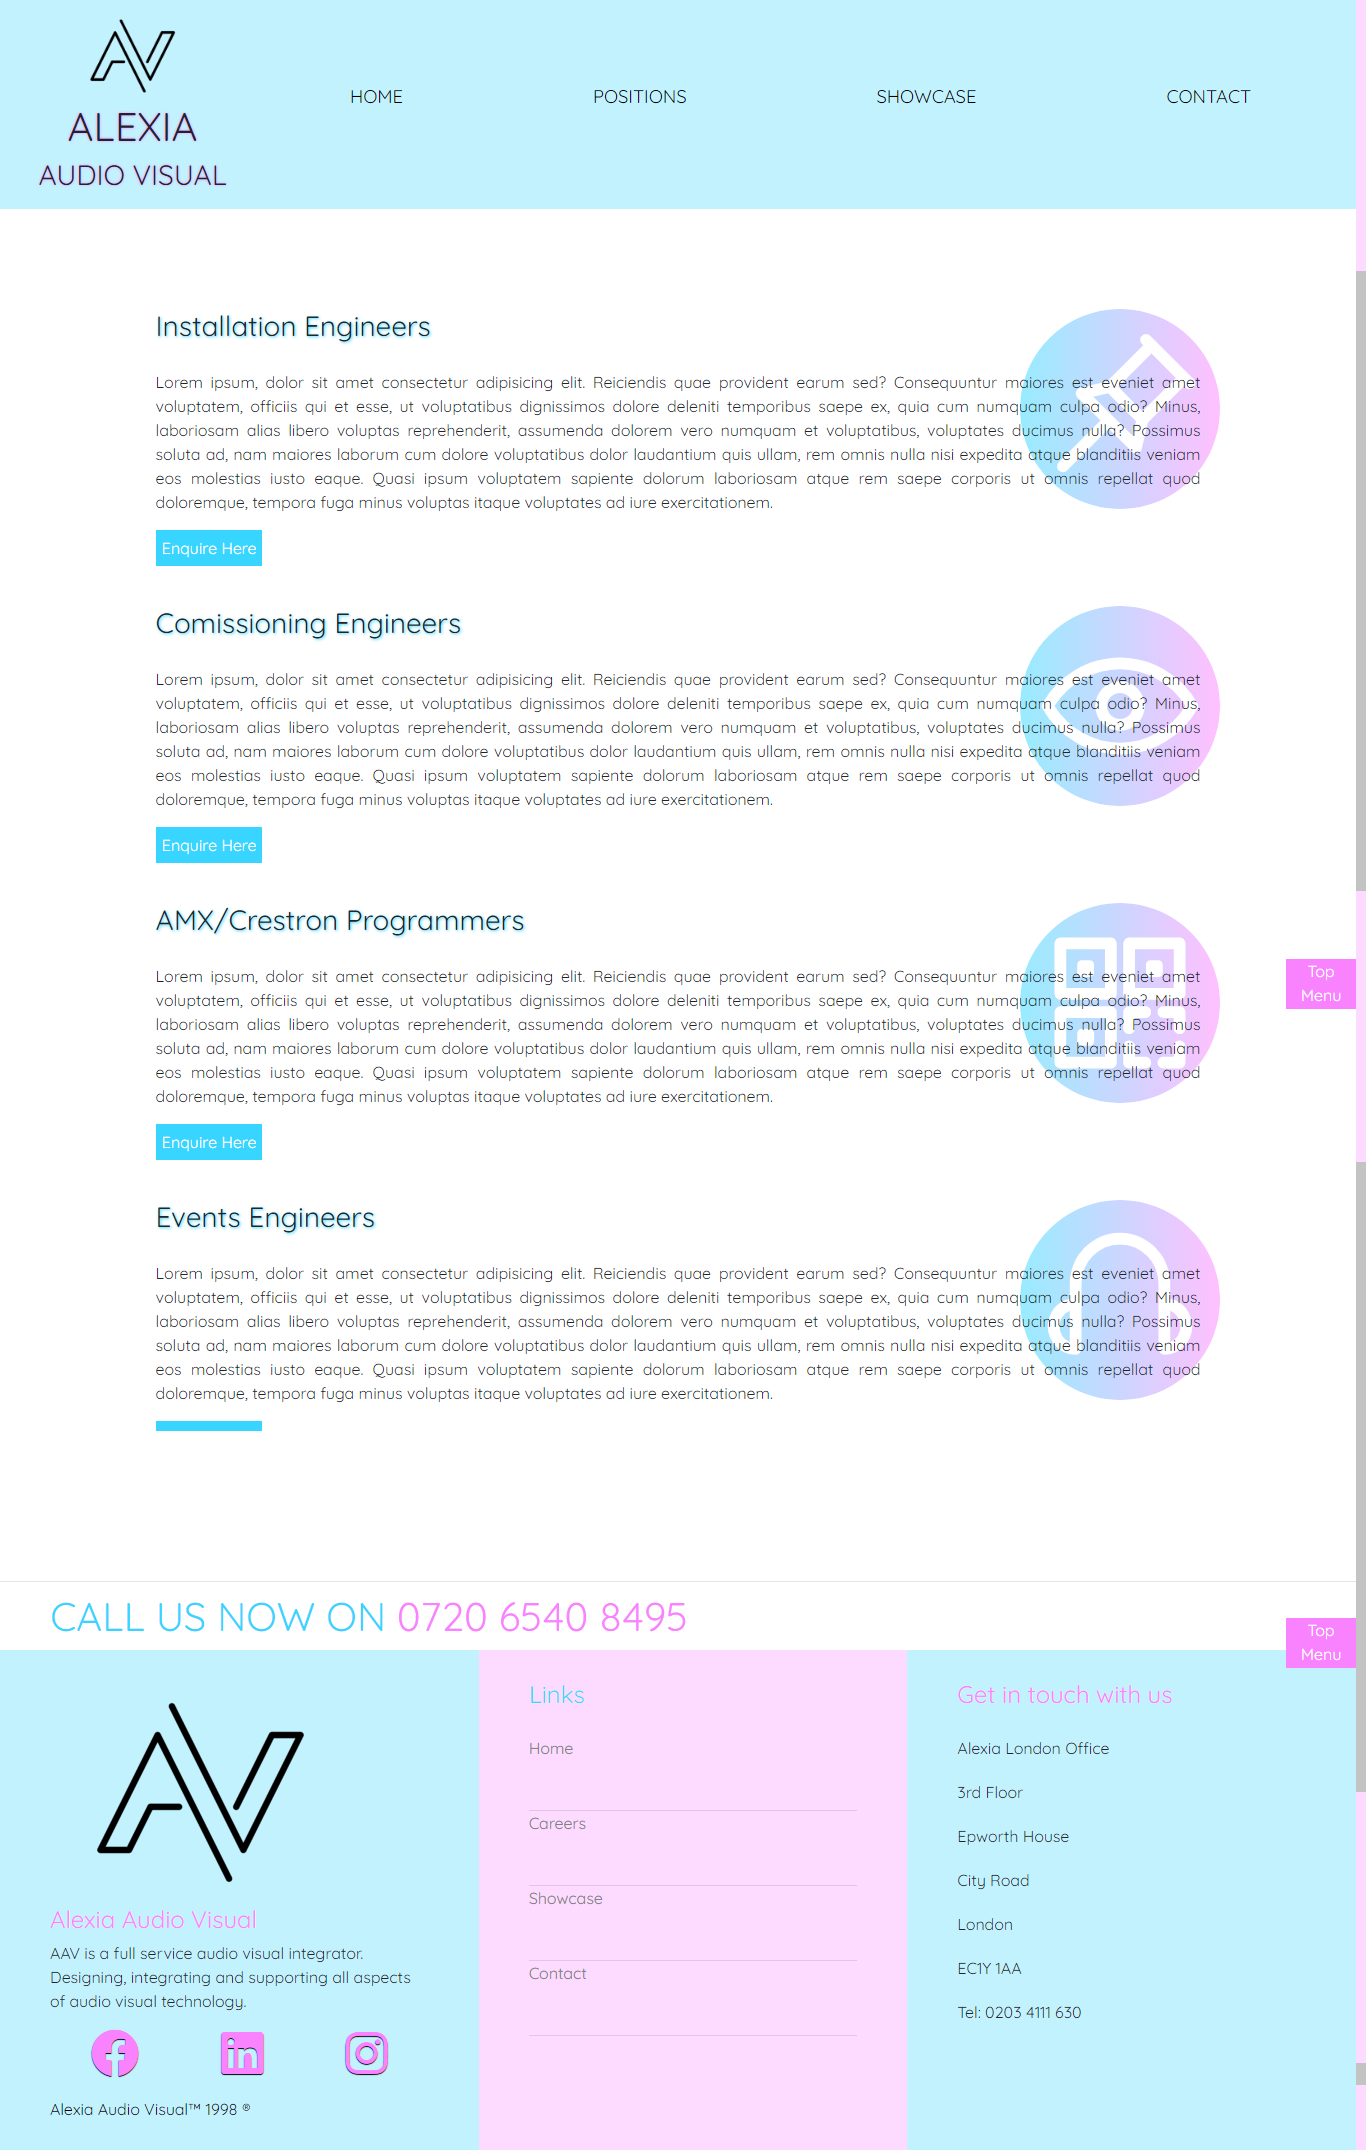 ALEXIA
AUDIO VISUAL
HOME
POSITIONS
SHOWCASE
CONTACT
Installation Engineers
Lorem ipsum, dolor sit amet consectetur adipisicing elit. Reiciendis quae provident earum sed? Consequuntur maiores est eveniet amet
voluptatem, officiis qui et esse, ut voluptatibus dignissimos dolore deleniti temporibus saepe ex, quia cum numquam culpa odio? Minus,
laboriosam alias libero voluptas reprehenderit, assumenda dolorem vero numquam et voluptatibus, voluptates ducimus nulla? Possimus
soluta ad, nam maiores laborum cum dolore voluptatibus dolor laudantium quis ullam, rem omnis nulla nisi expedita atque blanditiis veniam
eos molestias iusto eaque. Quasi ipsum voluptatem sapiente dolorum laboriosam atque rem saepe corporis ut omnis repellat quod
doloremque, tempora fuga minus voluptas itaque voluptates ad iure exercitationem.
Enquire Here
Comissioning Engineers
Lorem ipsum, dolor sit amet consectetur adipisicing elit. Reiciendis quae provident earum sed? Consequuntur maiores est eveniet amet
voluptatem, officiis qui et esse, ut voluptatibus dignissimos dolore deleniti temporibus saepe ex, quia cum numquam culpa odio? Minus,
laboriosam alias libero voluptas reprehenderit, assumenda dolorem vero numquam et voluptatibus, voluptates ducimus nulla? Possimus
soluta ad, nam maiores laborum cum dolore voluptatibus dolor laudantium quis ullam, rem omnis nulla nisi expedita atque blanditiis veniam
eos molestias iusto eaque. Quasi ipsum voluptatem sapiente dolorum laboriosam atque rem saepe corporis ut omnis repellat quod
doloremque, tempora fuga minus voluptas itaque voluptates ad iure exercitationem.
Enquire Here
AMX/Crestron Programmers
Lorem ipsum, dolor sit amet consectetur adipisicing elit. Reiciendis quae provident earum sed? Consequuntur maiores est eveniet amet
voluptatem, officiis qui et esse, ut voluptatibus dignissimos dolore deleniti temporibus saepe ex, quia cum numquam culpa odio? Minus,
laboriosam alias libero voluptas reprehenderit, assumenda dolorem vero numquam et voluptatibus, voluptates ducimus nulla? Possimus
soluta ad, nam maiores laborum cum dolore voluptatibus dolor laudantium quis ullam, rem omnis nulla nisi expedita atque blanditiis veniam
eos molestias iusto eaque. Quasi ipsum voluptatem sapiente dolorum laboriosam atque rem saepe corporis ut omnis repellat quod
doloremque, tempora fuga minus voluptas itaque voluptates ad iure exercitationem.
Enquire Here
Top
Menu
Events Engineers
Lorem ipsum, dolor sit amet consectetur adipisicing elit. Reiciendis quae provident earum sed? Consequuntur maiores est eveniet amet
voluptatem, officiis qui et esse, ut voluptatibus dignissimos dolore deleniti temporibus saepe ex, quia cum numquam culpa odio? Minus,
laboriosam alias libero voluptas reprehenderit, assumenda dolorem vero numquam et voluptatibus, voluptates ducimus nulla? Possimus
soluta ad, nam maiores laborum cum dolore voluptatibus dolor laudantium quis ullam, rem omnis nulla nisi expedita atque blanditiis veniam
eos molestias iusto eaque. Quasi ipsum voluptatem sapiente dolorum laboriosam atque rem saepe corporis ut omnis repellat quod
doloremque, tempora fuga minus voluptas itaque voluptates ad iure exercitationem.
CALL US NOW ON 0720 6540 8495
Top
Menu
Alexia Audio Visual
AAV is a full service audio visual integrator.
Designing, integrating and supporting all aspects
of audio visual technology.
Alexia Audio Visual™ 1998 ®
Links
Home
Careers
Showcase
Contact
Get in touch with us
Alexia London Office
3rd Floor
Epworth House
City Road
London
EC1Y 1AA
Tel: 0203 4111 630